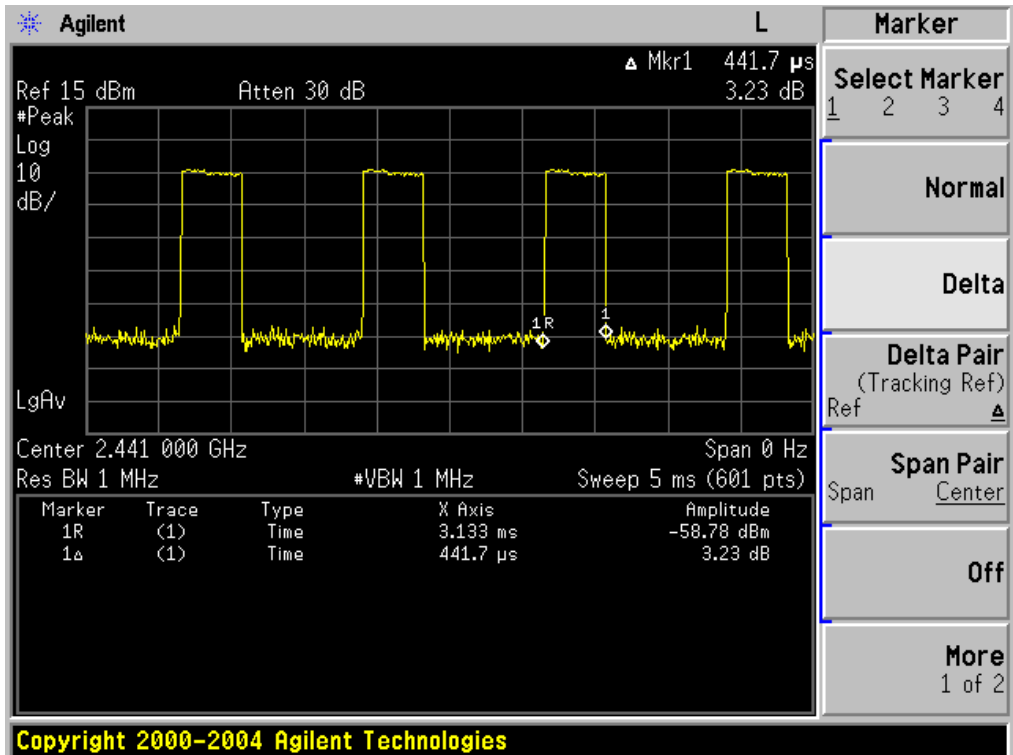 Agilent L
Marker
Δ Mkr1 441.7 µs
Ref 15 dBm Atten 30 dB 3.23 dB
#Peak
Log
10
dB/
1R
1
LgAv
Center 2.441 000 GHz Span 0 Hz
Res BW 1 MHz #VBW 1 MHz Sweep 5 ms (601 pts)
Marker Trace Type X Axis Amplitude
1R (1) Time 3.133 ms -58.78 dBm
1Δ (1) Time 441.7 µs 3.23 dB
Select Marker
1 2 3 4
Normal
Delta
Delta Pair
(Tracking Ref)
Ref Δ
Span Pair
Span Center
Off
More
1 of 2
Copyright 2000-2004 Agilent Technologies